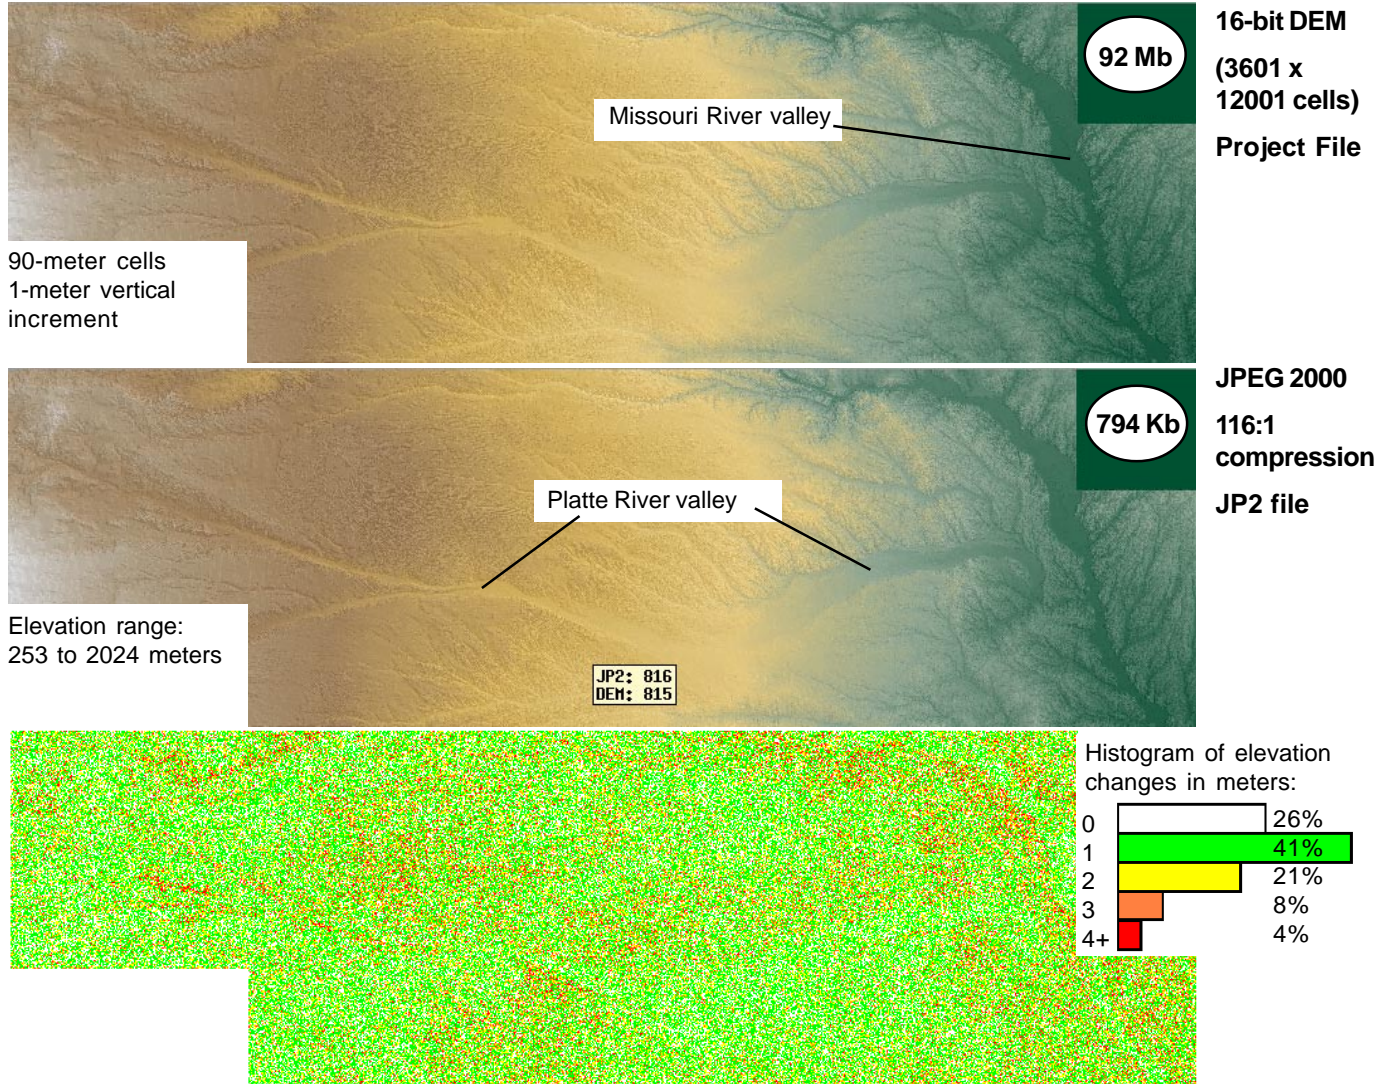 92 Mb
16-bit DEM
(3601 x
12001 cells)
Project File
Missouri River valley
90-meter cells
1-meter vertical
increment
794 Kb
JPEG 2000
116:1
compression
JP2 file
Platte River valley
Elevation range:
253 to 2024 meters
JP2: 816
DEM: 815
Histogram of elevation
changes in meters:
0 26%
1 41%
2 21%
3 8%
4+ 4%